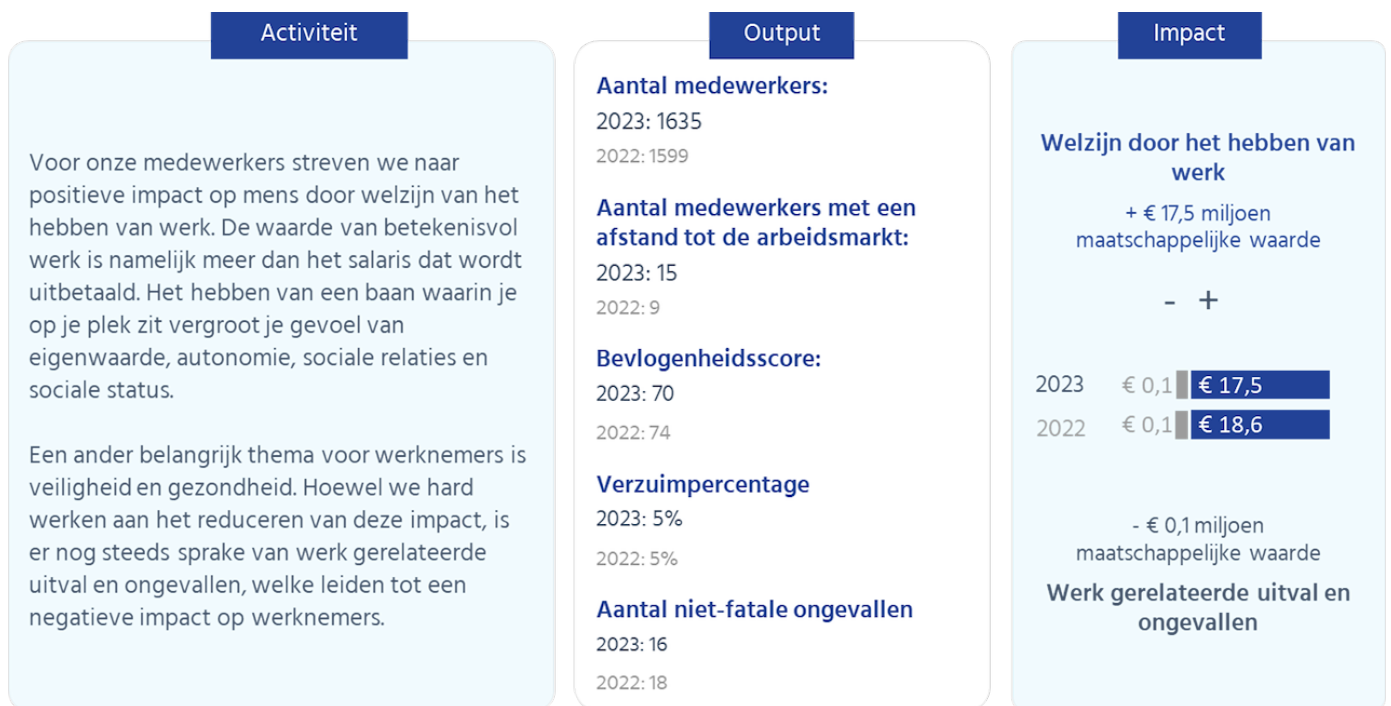 Activiteit
Voor onze medewerkers streven we naar
positieve impact op mens door welzijn van het
hebben van werk. De waarde van betekenisvol
werk is namelijk meer dan het salaris dat wordt
uitbetaald. Het hebben van een baan waarin je
op je plek zit vergroot je gevoel van
eigenwaarde, autonomie, sociale relaties en
sociale status.
Een ander belangrijk thema voor werknemers is
veiligheid en gezondheid. Hoewel we hard
werken aan het reduceren van deze impact, is
er nog steeds sprake van werk gerelateerde
uitval en ongevallen, welke leiden tot een
negatieve impact op werknemers.
Output
Aantal medewerkers:
2023: 1635
2022: 1599
Aantal medewerkers met een
afstand tot de arbeidsmarkt:
2023: 15
2022: 9
Bevlogenheidsscore:
2023: 70
2022: 74
Verzuimpercentage
2023: 5%
2022: 5%
Aantal niet-fatale ongevallen
2023: 16
2022: 18
Impact
Welzijn door het hebben van
werk
+ € 17,5 miljoen
maatschappelijke waarde
- +
2023 € 0,1 € 17,5
2022 € 0,1 € 18,6
- € 0,1 miljoen
maatschappelijke waarde
Werk gerelateerde uitval en
ongevallen